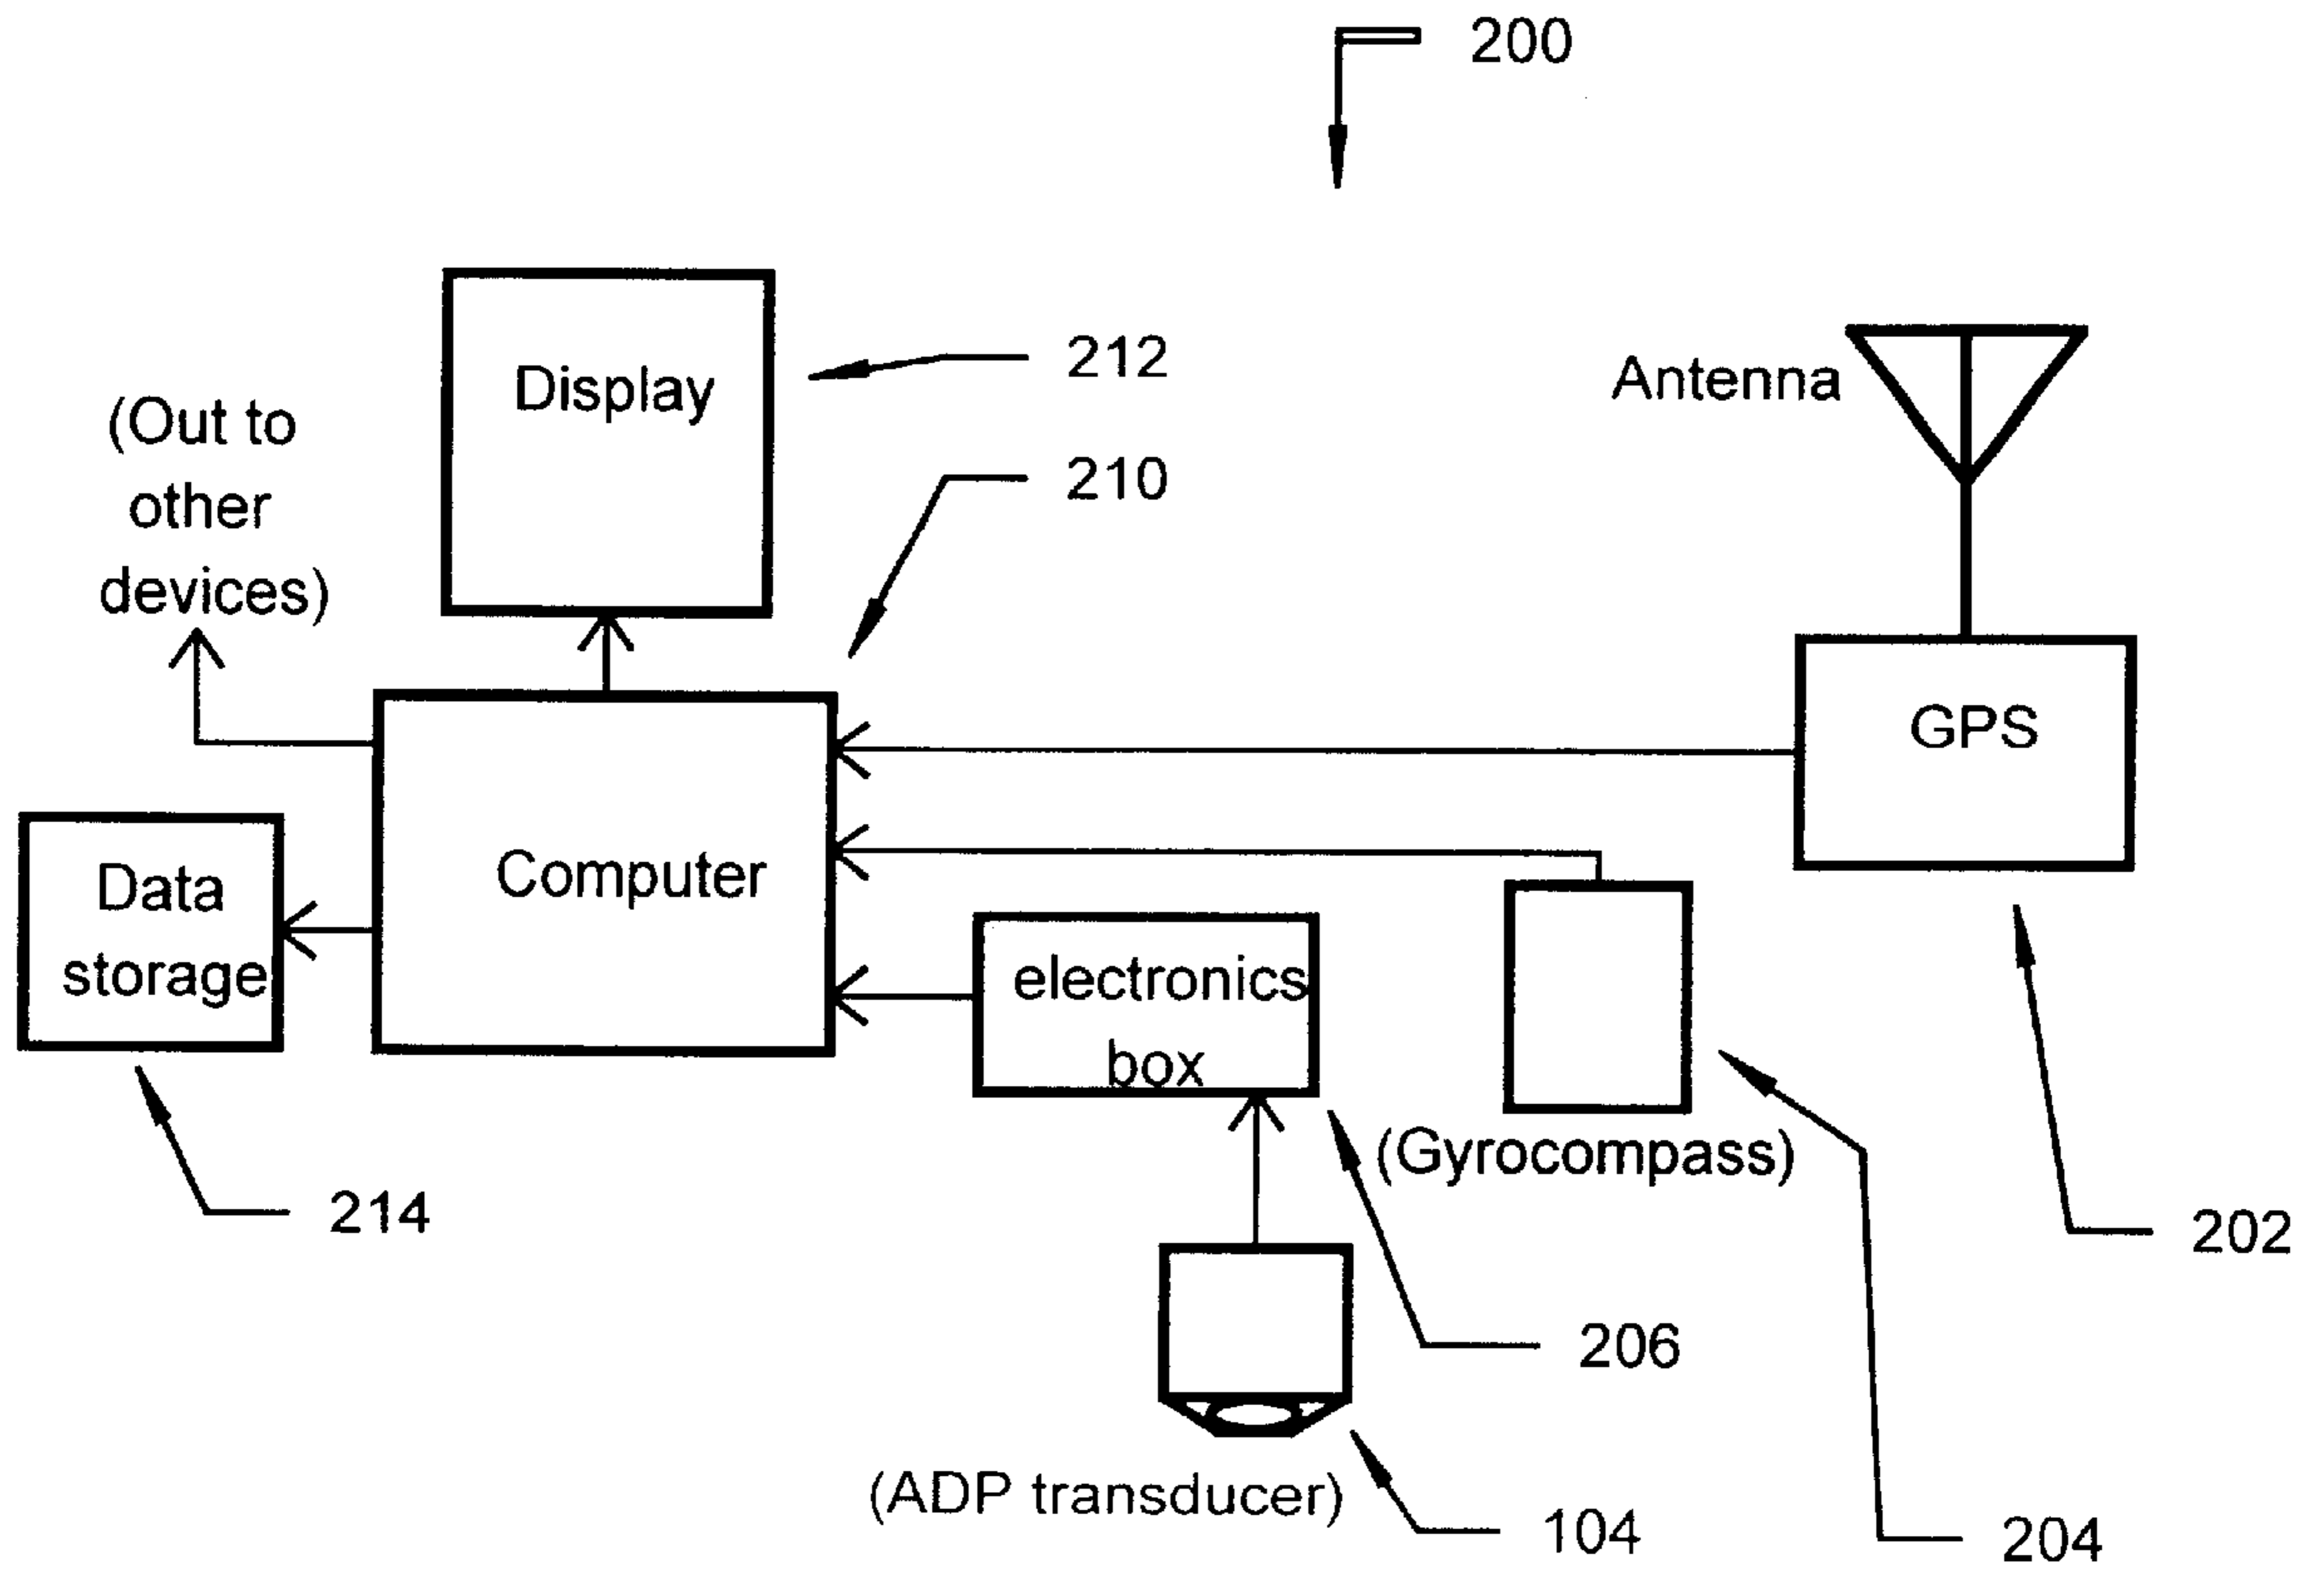 200
Display
212
Antenna
(Out to
other
devices)
210
GPS
Computer
Data
storage
electronics
box
(Gyrocompass)
214
202
206
(ADP transducer)
104
204